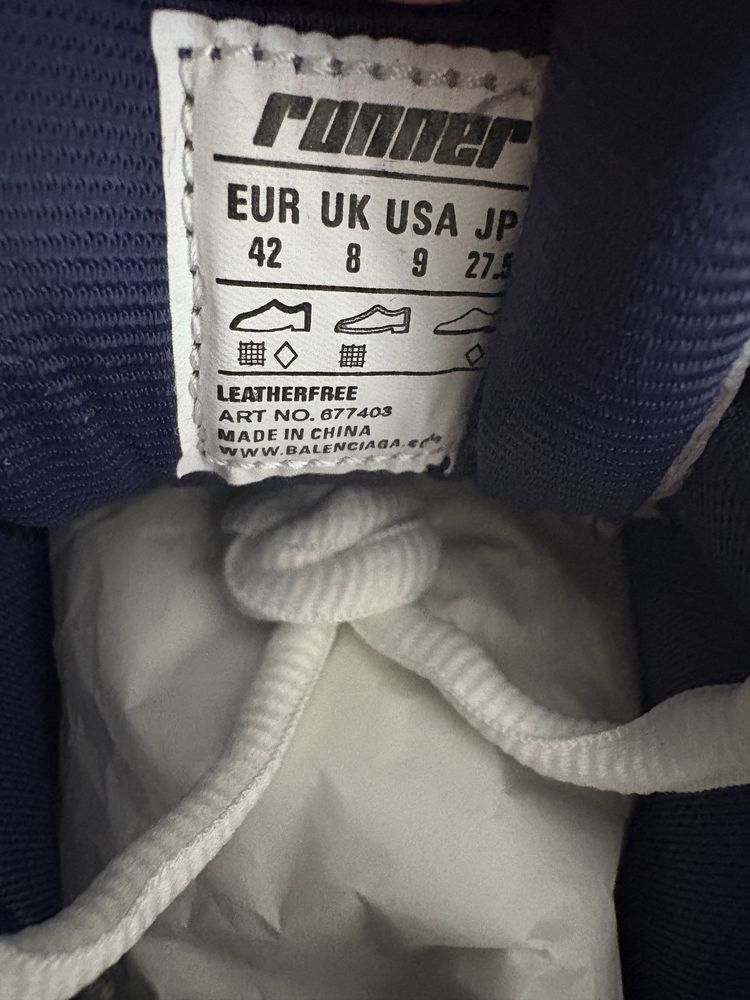 runner
EUR UK USA JP
42 8 9 27.5
LEATHERFREE
ART NO. 677403
MADE IN CHINA
WWW.BALENCIAGA.CO